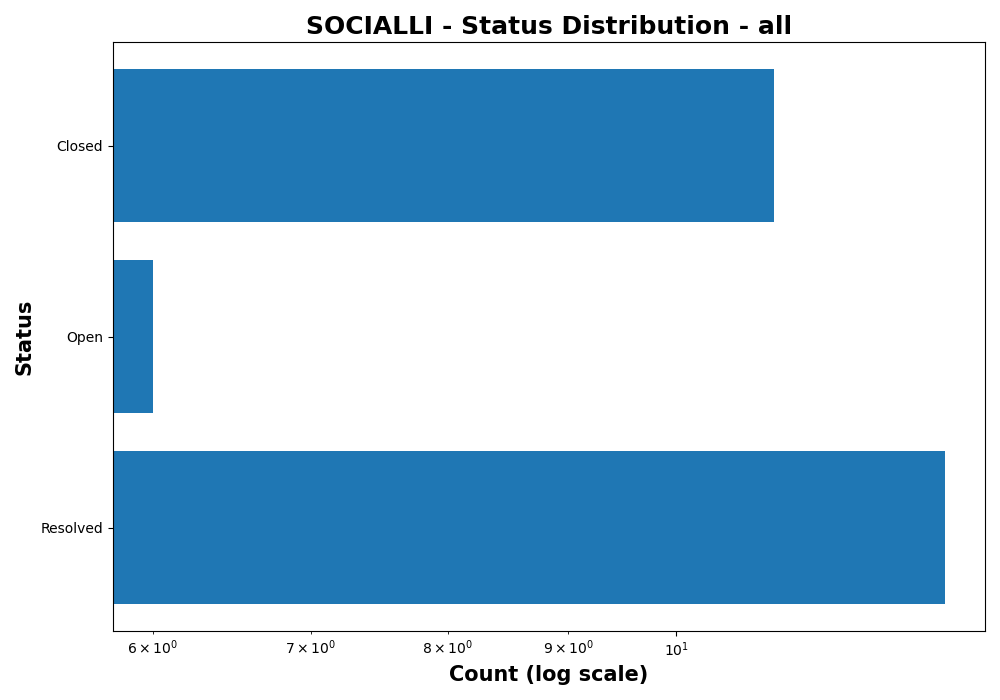 SOCIALLI - Status Distribution - all
Closed
Open
Resolved
Status
6 × 10⁰ 7 × 10⁰ 8 × 10⁰ 9 × 10⁰ 10¹
Count (log scale)